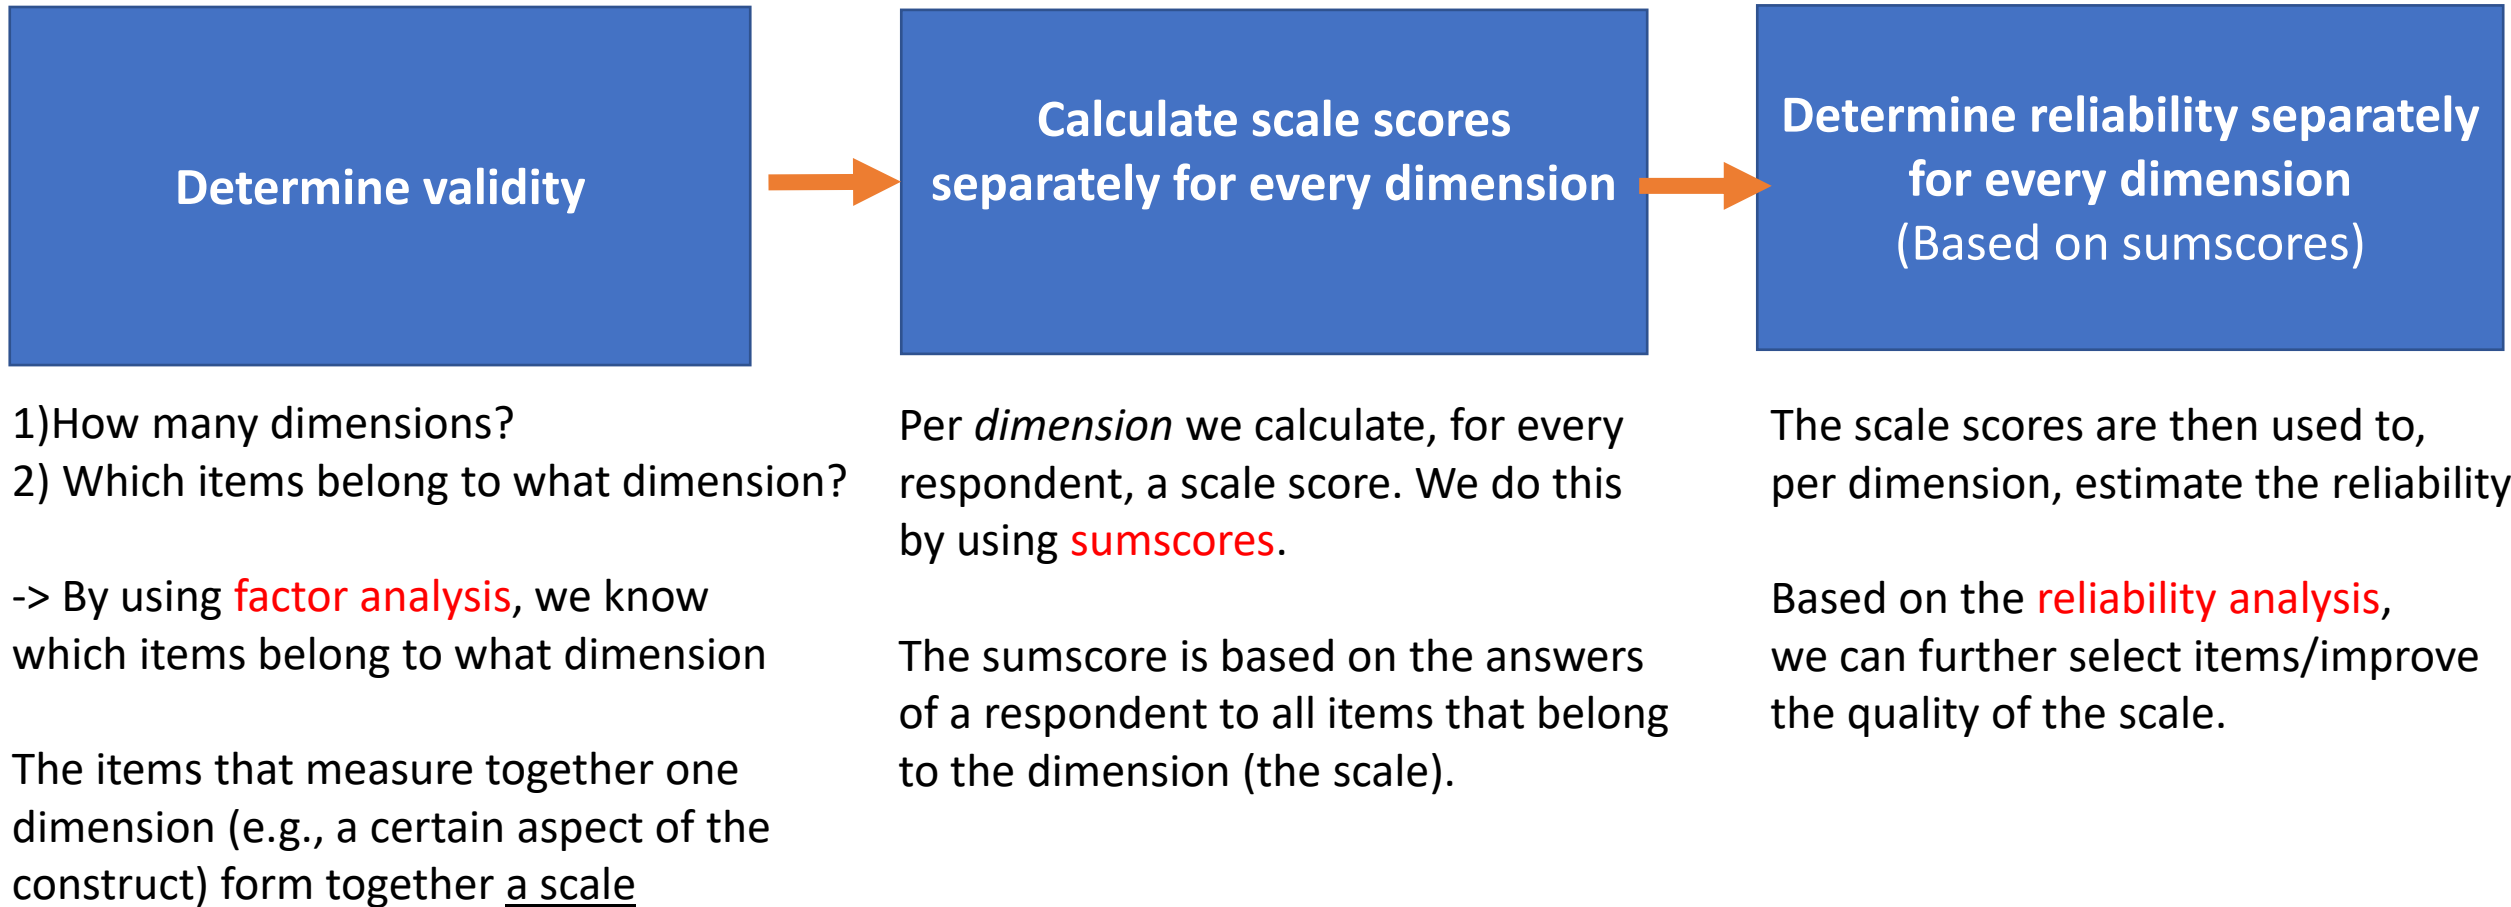 Determine validity
Calculate scale scores
separately for every dimension
Determine reliability separately
for every dimension
(Based on sumscores)
1)How many dimensions?
2) Which items belong to what dimension?
-> By using factor analysis, we know
which items belong to what dimension
The items that measure together one
dimension (e.g., a certain aspect of the
construct) form together a scale
Per dimension we calculate, for every
respondent, a scale score. We do this
by using sumscores.
The sumscore is based on the answers
of a respondent to all items that belong
to the dimension (the scale).
The scale scores are then used to,
per dimension, estimate the reliability
Based on the reliability analysis,
we can further select items/improve
the quality of the scale.